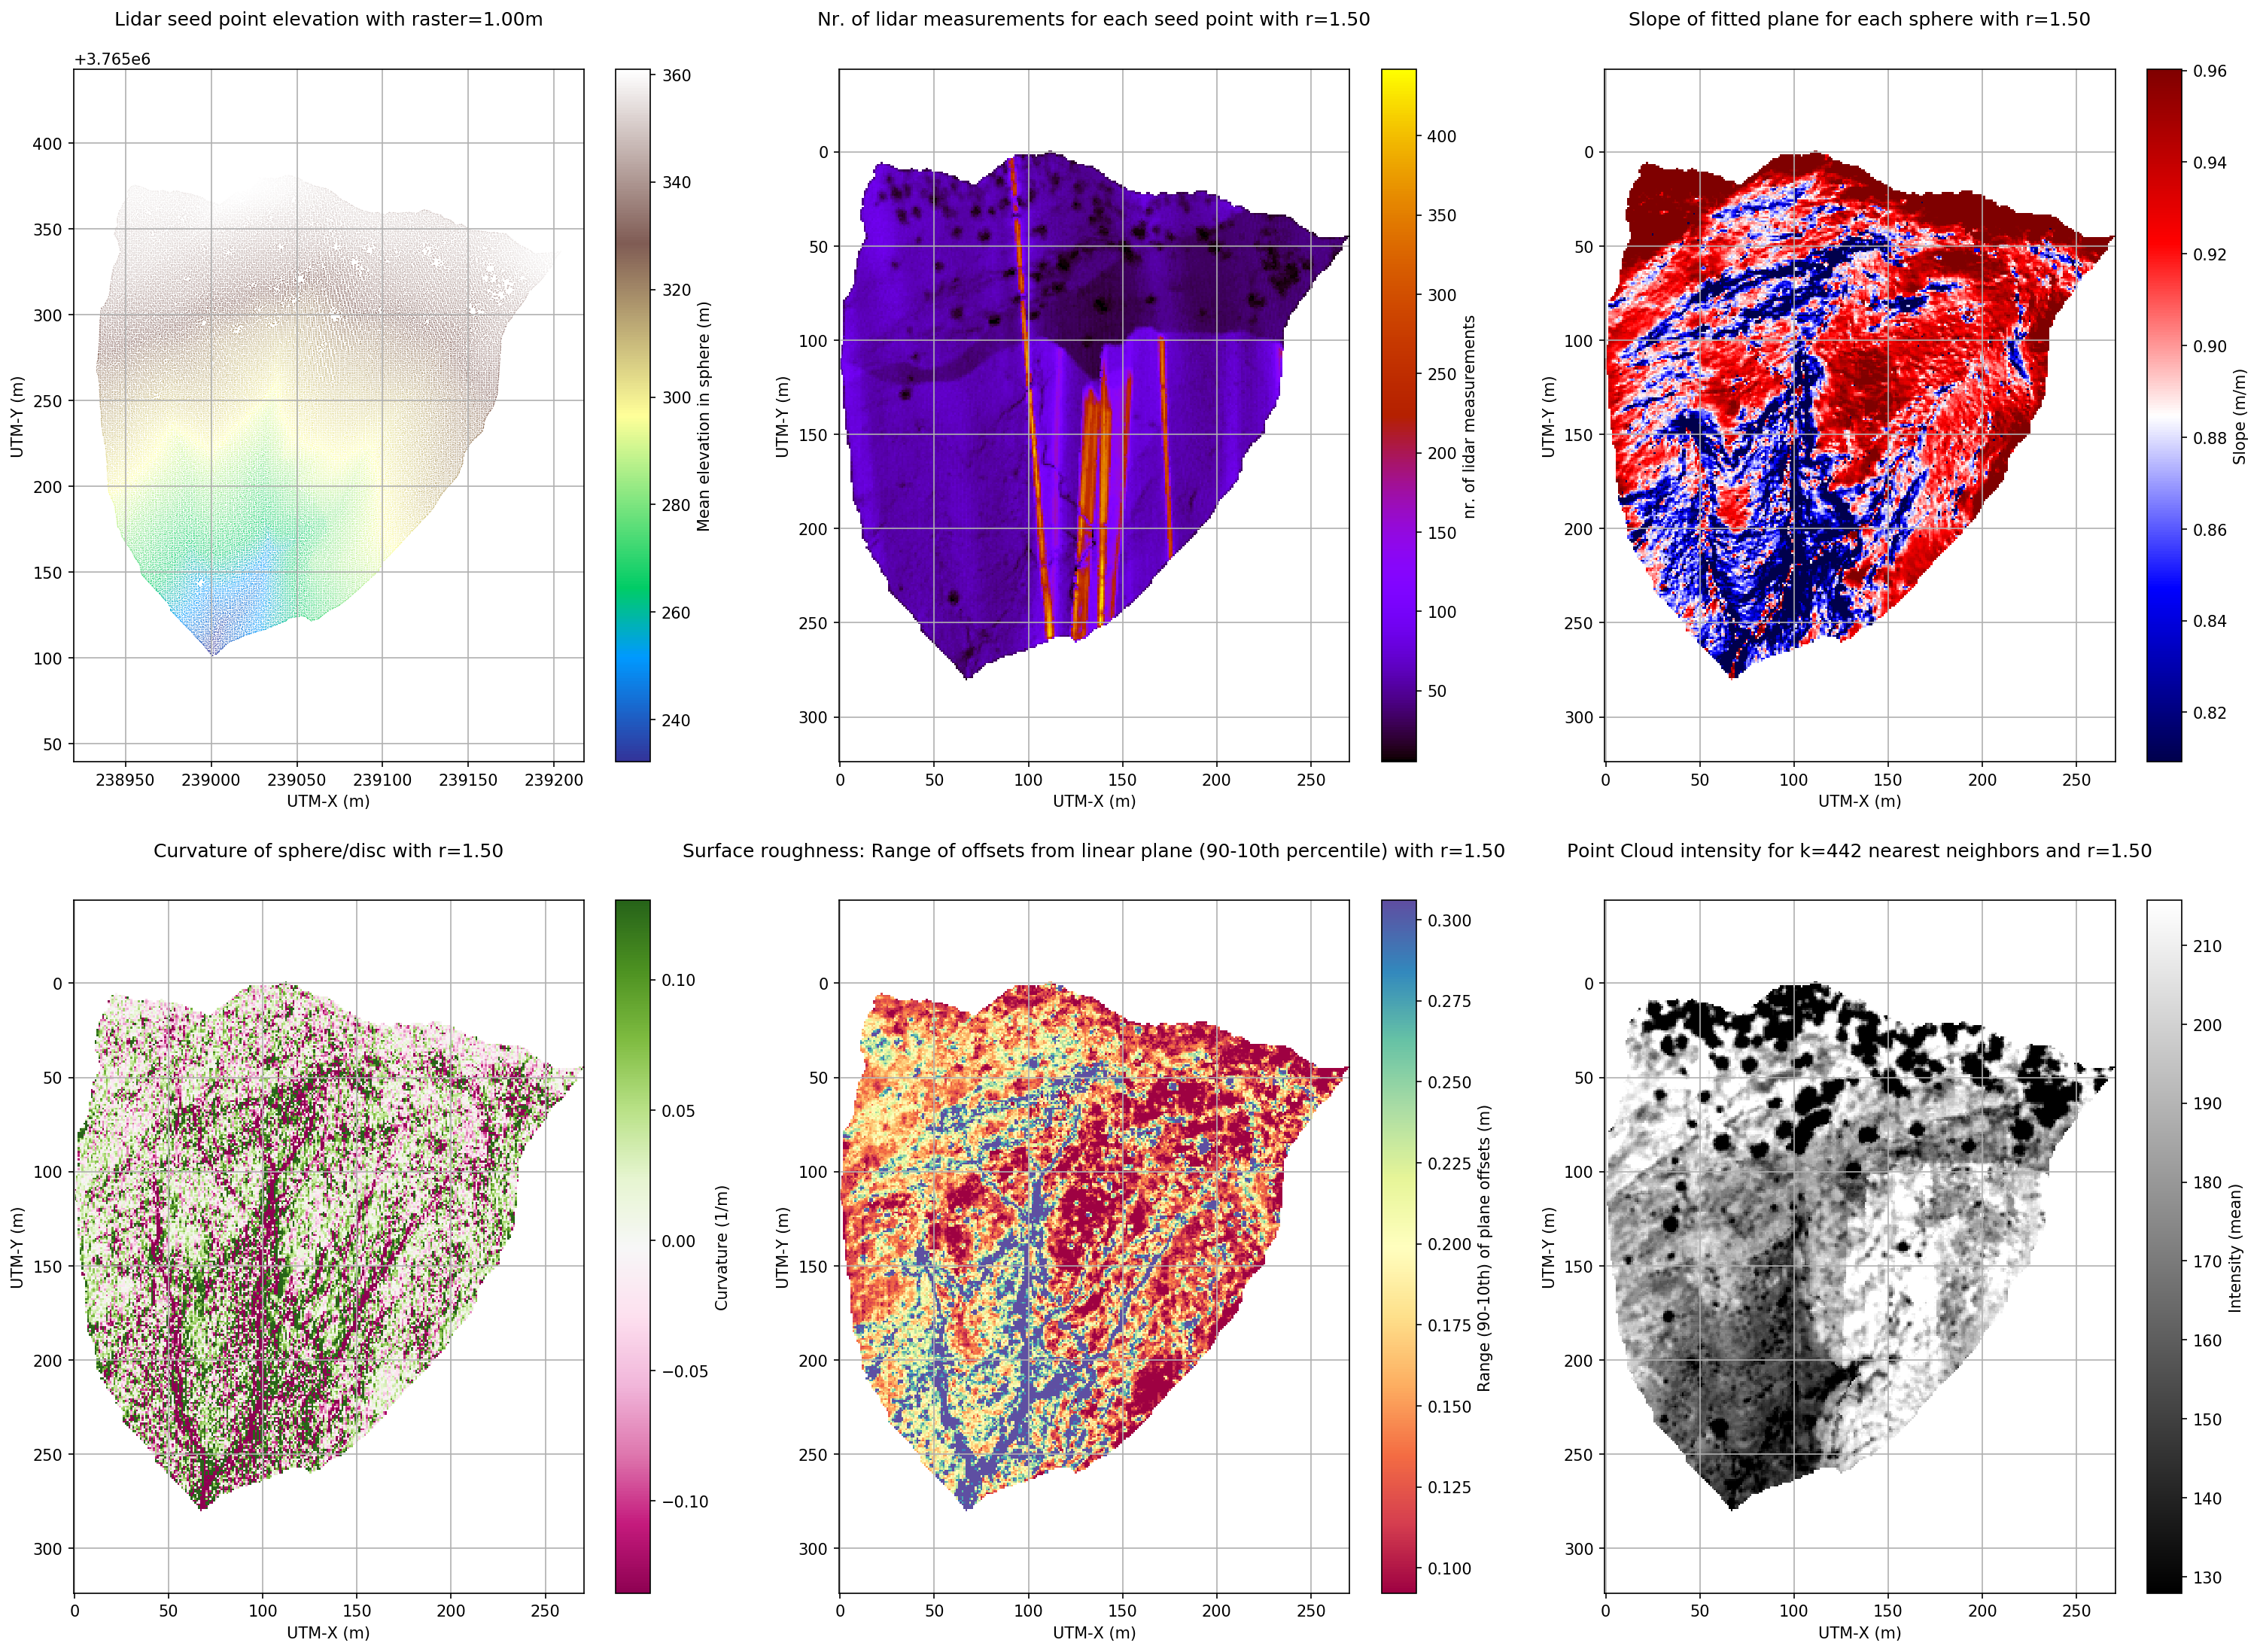 Lidar seed point elevation with raster=1.00m
+3.765e6
400
350
300
250
200
150
100
50
UTM-Y (m)
238950 239000 239050 239100 239150 239200
UTM-X (m)
360
340
320
300
280
260
240
Mean elevation in sphere (m)
Nr. of lidar measurements for each seed point with r=1.50
0
50
100
150
200
250
300
UTM-Y (m)
0 50 100 150 200 250
UTM-X (m)
400
350
300
250
200
150
100
50
nr. of lidar measurements
Slope of fitted plane for each sphere with r=1.50
0
50
100
150
200
250
300
UTM-Y (m)
0 50 100 150 200 250
UTM-X (m)
0.96
0.94
0.92
0.90
0.88
0.86
0.84
0.82
Slope (m/m)
Curvature of sphere/disc with r=1.50
0
50
100
150
200
250
300
UTM-Y (m)
0 50 100 150 200 250
UTM-X (m)
0.10
0.05
0.00
−0.05
−0.10
Curvature (1/m)
Surface roughness: Range of offsets from linear plane (90-10th percentile) with r=1.50
0
50
100
150
200
250
300
UTM-Y (m)
0 50 100 150 200 250
UTM-X (m)
0.300
0.275
0.250
0.225
0.200
0.175
0.150
0.125
0.100
Range (90-10th) of plane offsets (m)
Point Cloud intensity for k=442 nearest neighbors and r=1.50
0
50
100
150
200
250
300
UTM-Y (m)
0 50 100 150 200 250
UTM-X (m)
210
200
190
180
170
160
150
140
130
Intensity (mean)